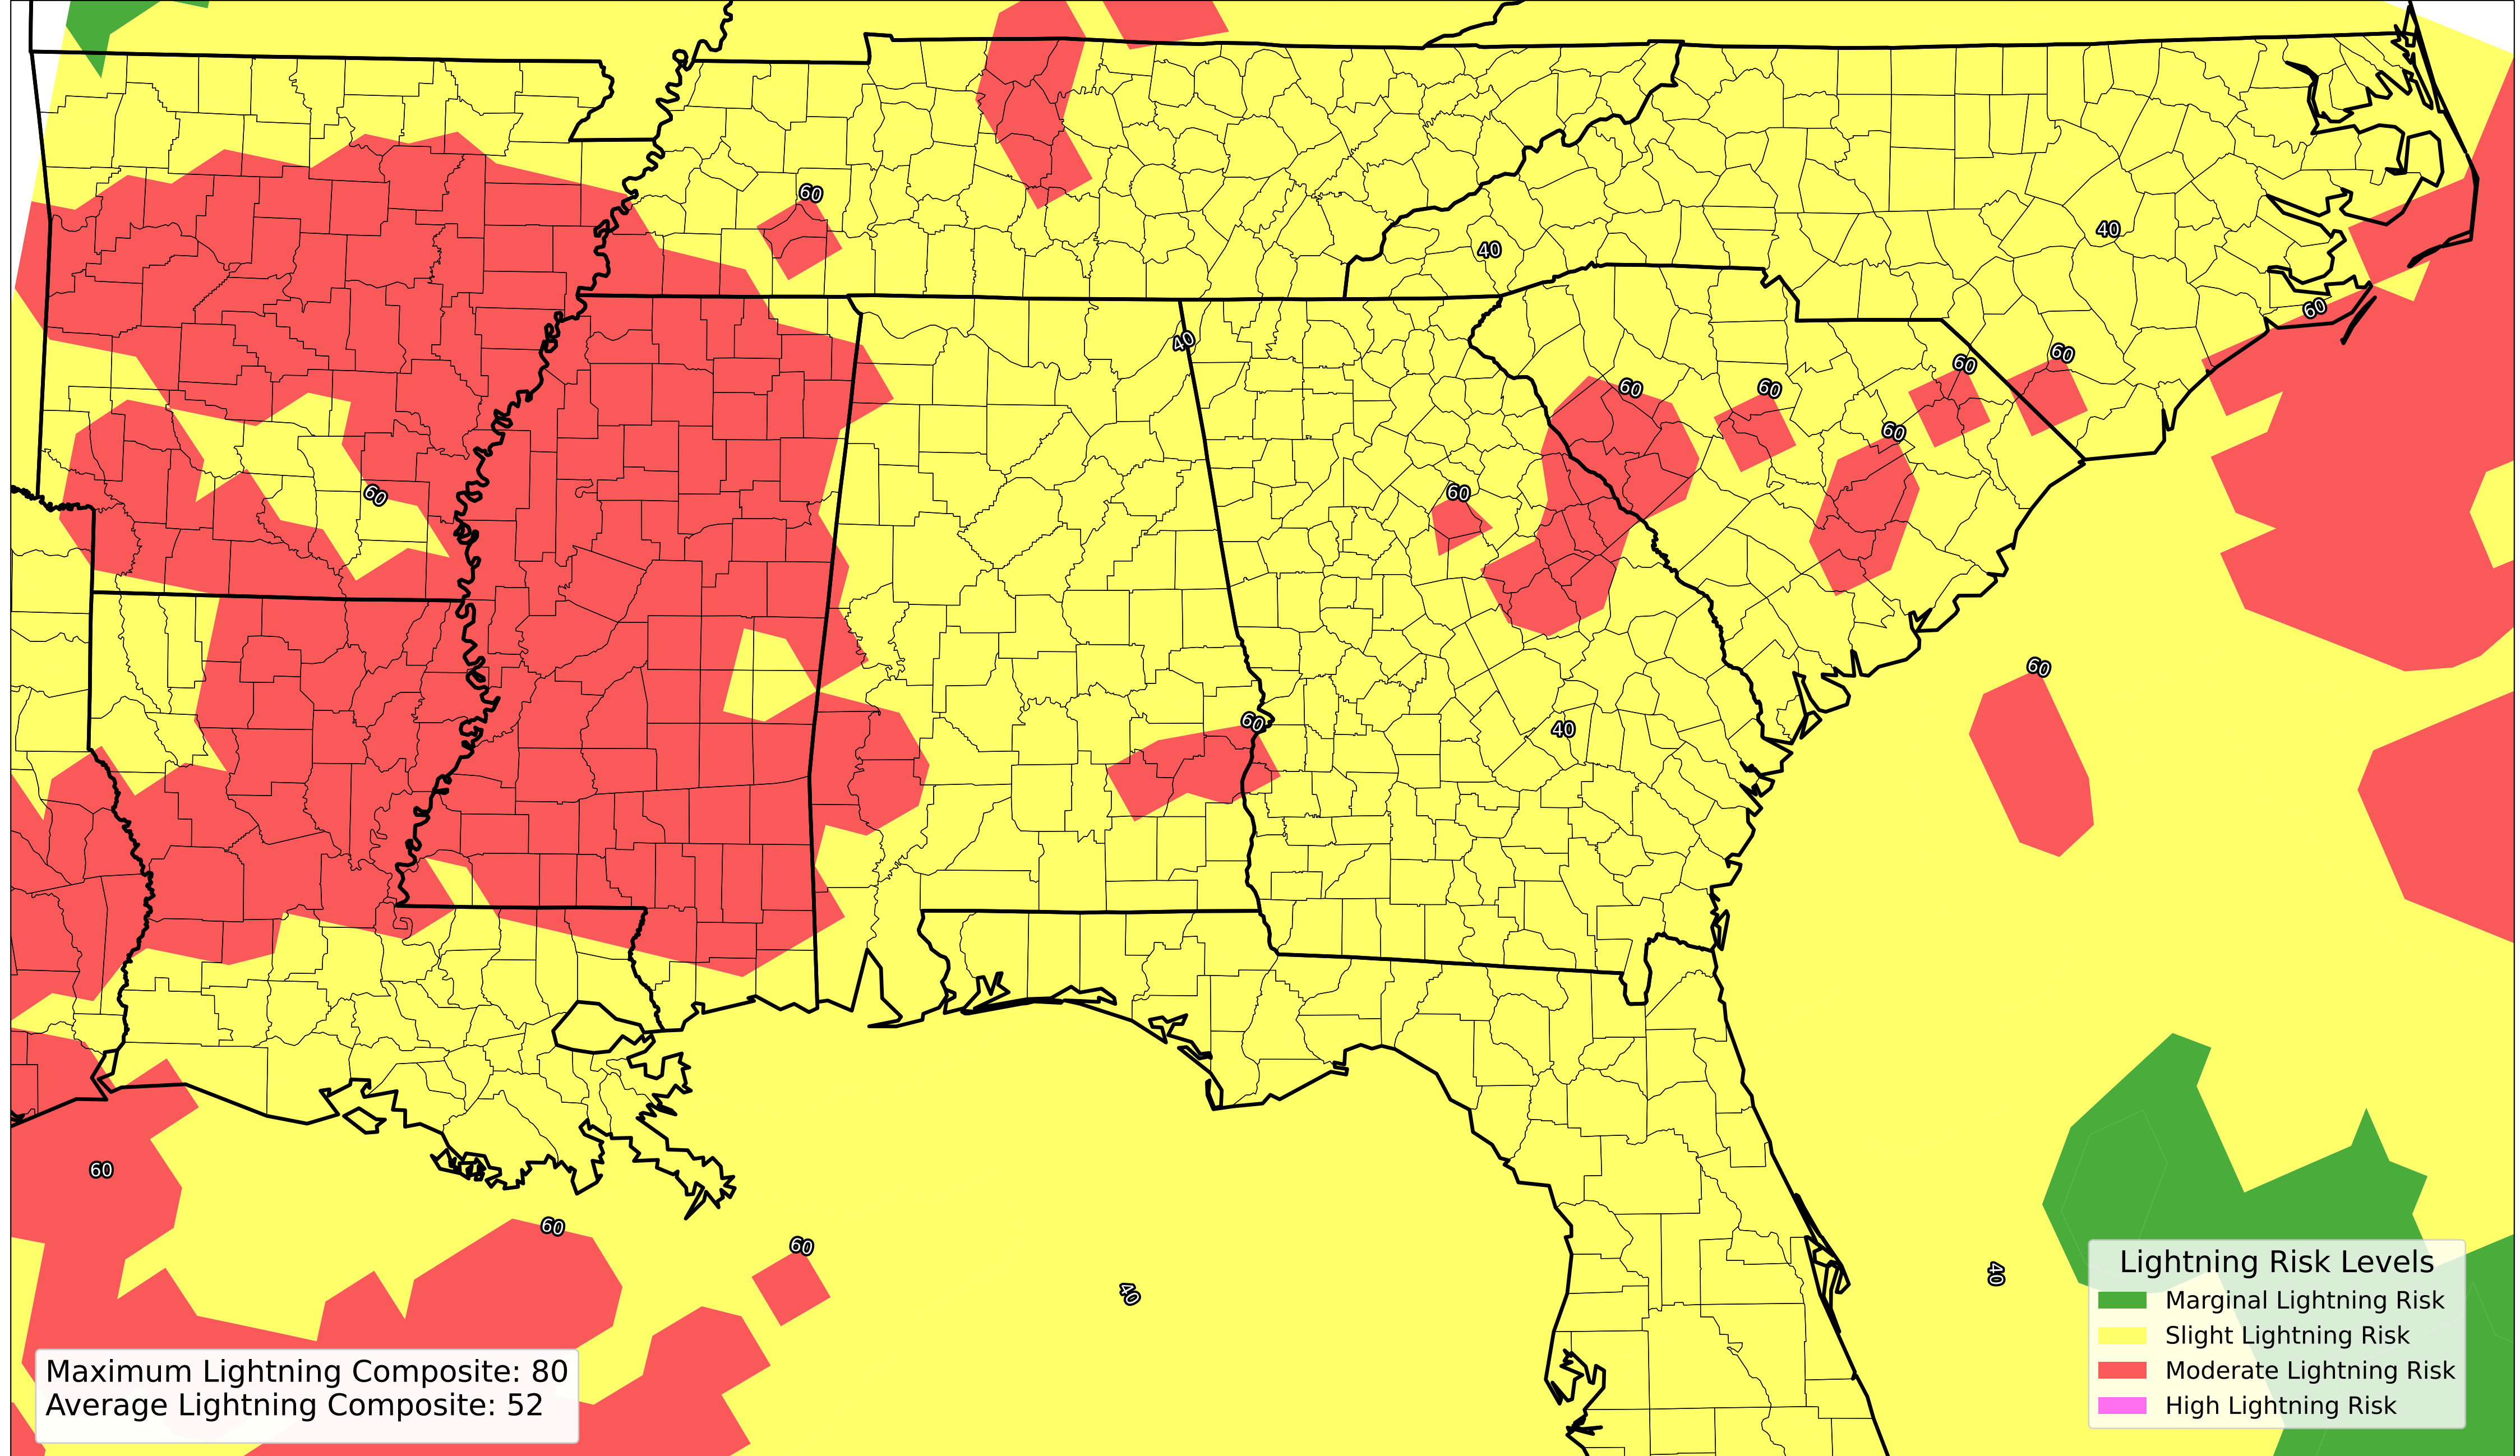 60
40
40
60
40
60
60
60
60
60
60
60
60
60
40
60
60
60
40
40
Lightning Risk Levels
Marginal Lightning Risk
Slight Lightning Risk
Moderate Lightning Risk
High Lightning Risk
Maximum Lightning Composite: 80
Average Lightning Composite: 52